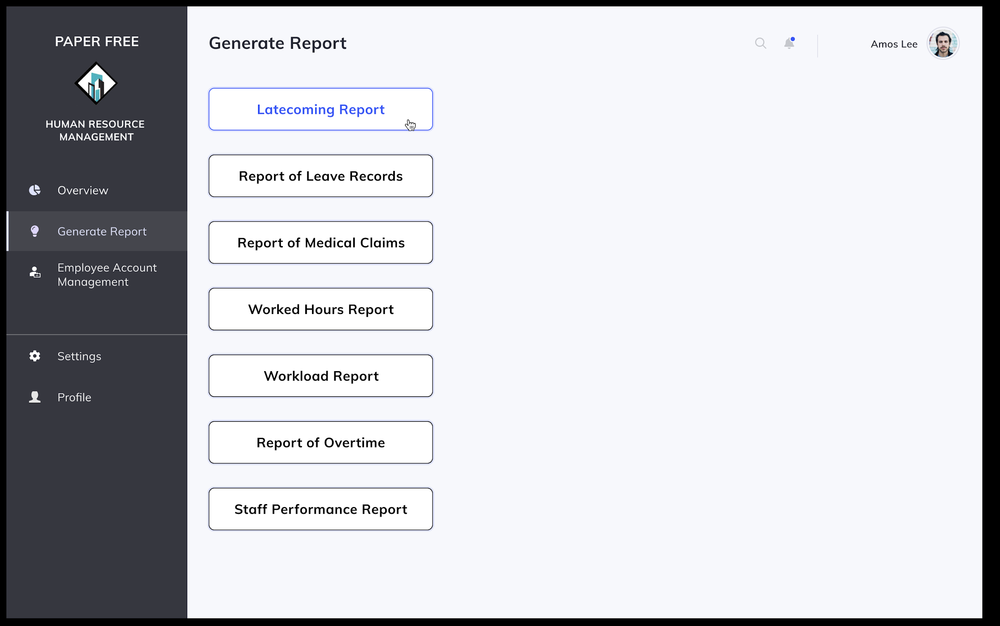 PAPER FREE
HUMAN RESOURCE
MANAGEMENT
Overview
Generate Report
Employee Account
Management
Settings
Profile
Generate Report
Amos Lee
Latecoming Report
Report of Leave Records
Report of Medical Claims
Worked Hours Report
Workload Report
Report of Overtime
Staff Performance Report